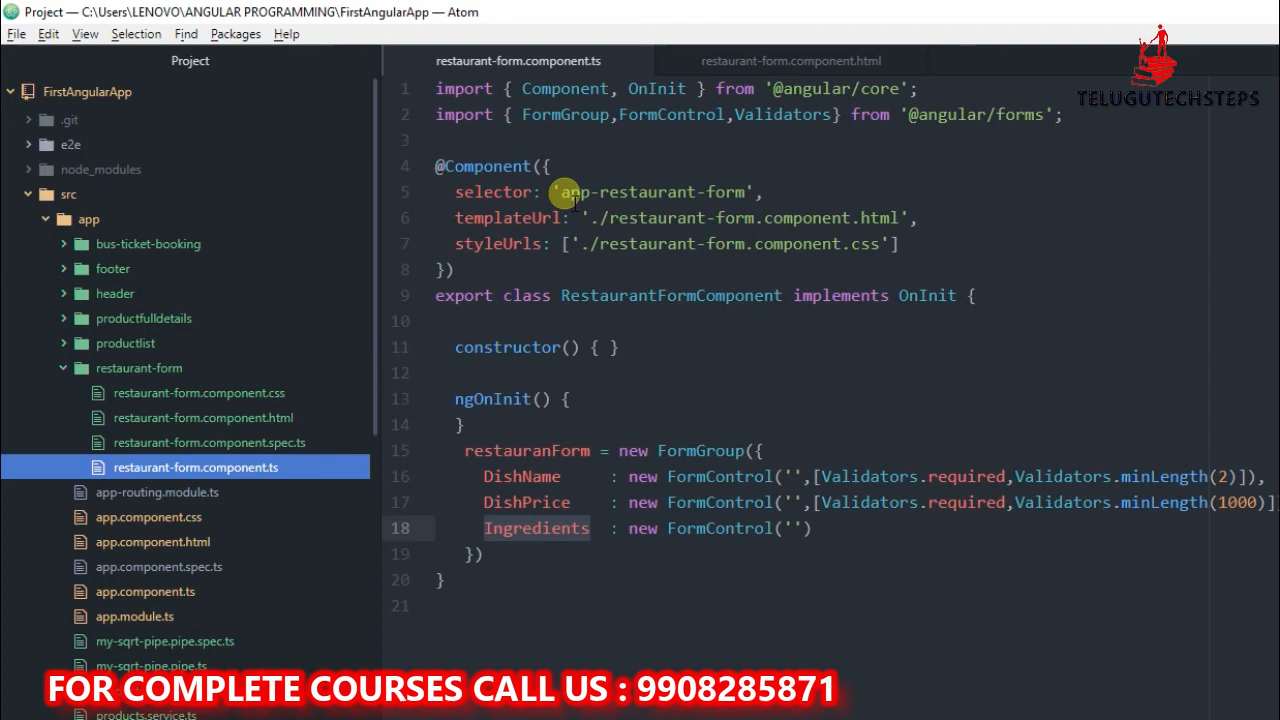 Project — C:\Users\LENOVO\ANGULAR PROGRAMMING\FirstAngularApp — Atom
File Edit View Selection Find Packages Help
Project
FirstAngularApp
.git
e2e
node_modules
src
app
bus-ticket-booking
footer
header
productfulldetails
productlist
restaurant-form
restaurant-form.component.css
restaurant-form.component.html
restaurant-form.component.spec.ts
restaurant-form.component.ts
app-routing.module.ts
app.component.css
app.component.html
app.component.spec.ts
app.component.ts
app.module.ts
my-sqrt-pipe.pipe.spec.ts
my-sqrt-pipe.pipe.ts
products.service.ts
restaurant-form.component.ts restaurant-form.component.html
TELUGUTECHSTEPS
1 import { Component, OnInit } from '@angular/core';
2 import { FormGroup,FormControl,Validators} from '@angular/forms';
3
4 @Component({
5 selector: 'app-restaurant-form',
6 templateUrl: './restaurant-form.component.html',
7 styleUrls: ['./restaurant-form.component.css']
8 })
9 export class RestaurantFormComponent implements OnInit {
10
11 constructor() { }
12
13 ngOnInit() {
14 }
15 restauranForm = new FormGroup({
16 DishName : new FormControl('',[Validators.required,Validators.minLength(2)]),
17 DishPrice : new FormControl('',[Validators.required,Validators.minLength(1000)]
18 Ingredients : new FormControl('')
19 })
20 }
21
FOR COMPLETE COURSES CALL US : 9908285871